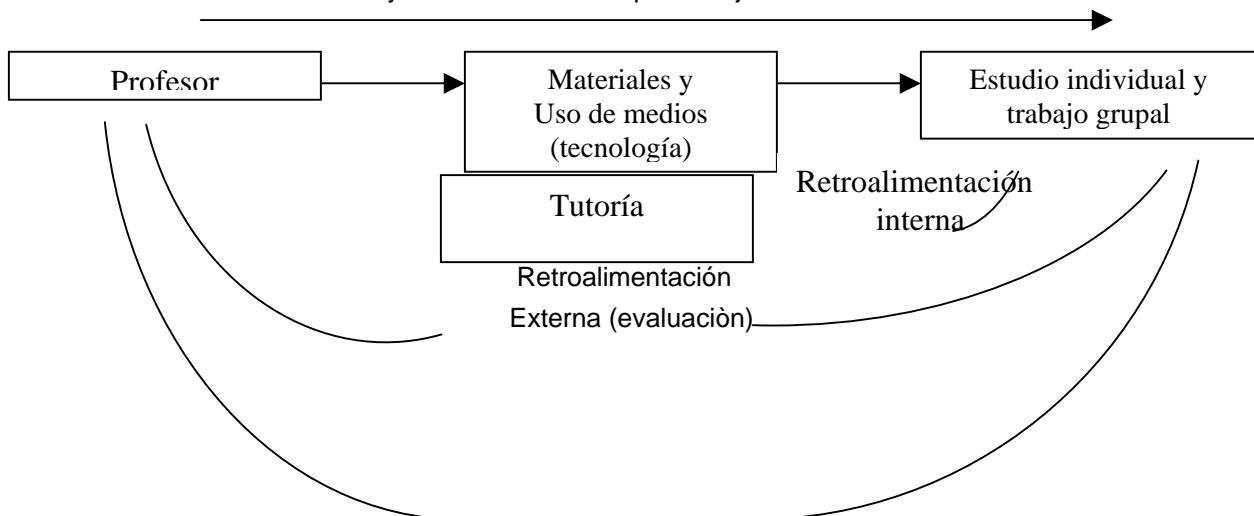 Profesor
Materiales y
Uso de medios
(tecnología)
Estudio individual y
trabajo grupal
Tutoría
Retroalimentación
interna
Retroalimentación
Externa (evaluaciòn)